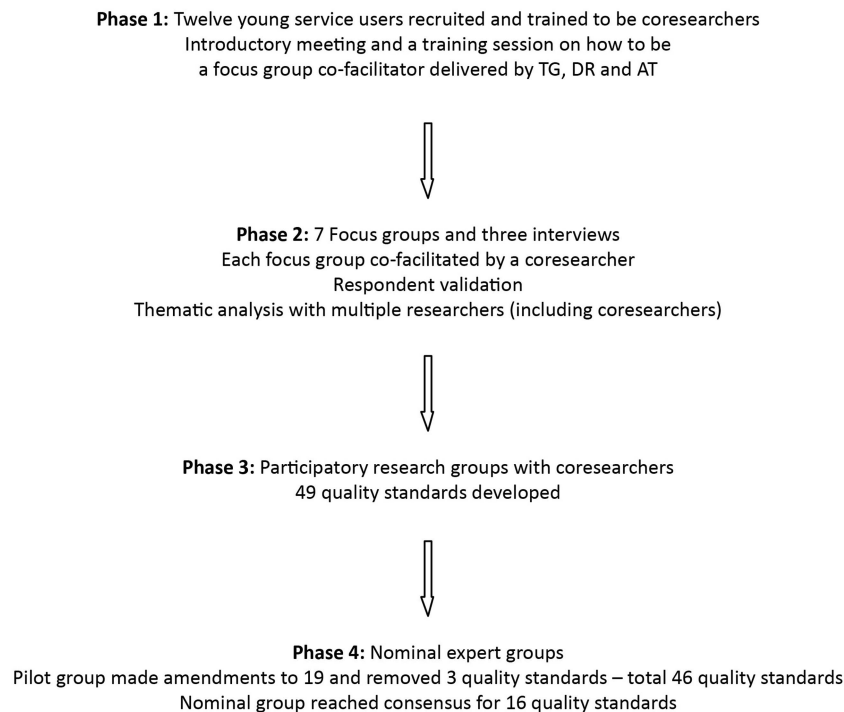 Phase 1: Twelve young service users recruited and trained to be coresearchers
Introductory meeting and a training session on how to be
a focus group co-facilitator delivered by TG, DR and AT
Phase 2: 7 Focus groups and three interviews
Each focus group co-facilitated by a coresearcher
Respondent validation
Thematic analysis with multiple researchers (including coresearchers)
Phase 3: Participatory research groups with coresearchers
49 quality standards developed
Phase 4: Nominal expert groups
Pilot group made amendments to 19 and removed 3 quality standards – total 46 quality standards
Nominal group reached consensus for 16 quality standards